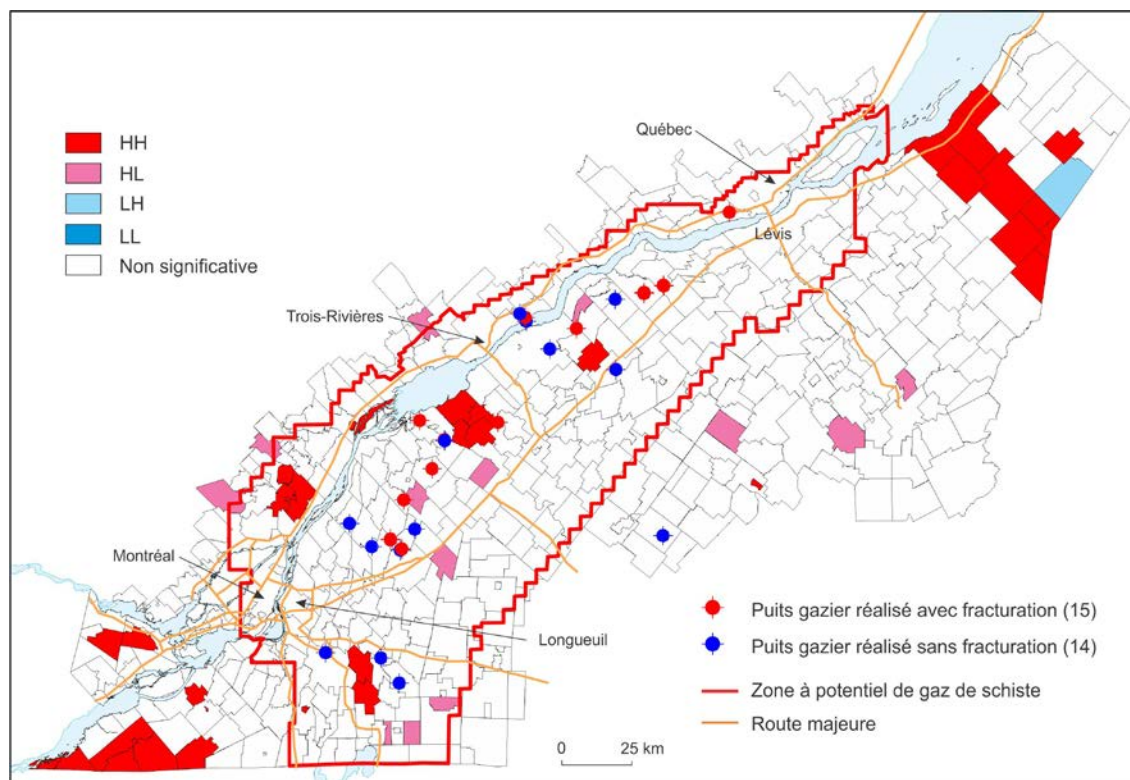 HH
HL
LH
LL
Non significative
Québec
Lévis
Trois-Rivières
Montréal
Longueuil
Puits gazier réalisé avec fracturation (15)
Puits gazier réalisé sans fracturation (14)
Zone à potentiel de gaz de schiste
Route majeure
0 25 km